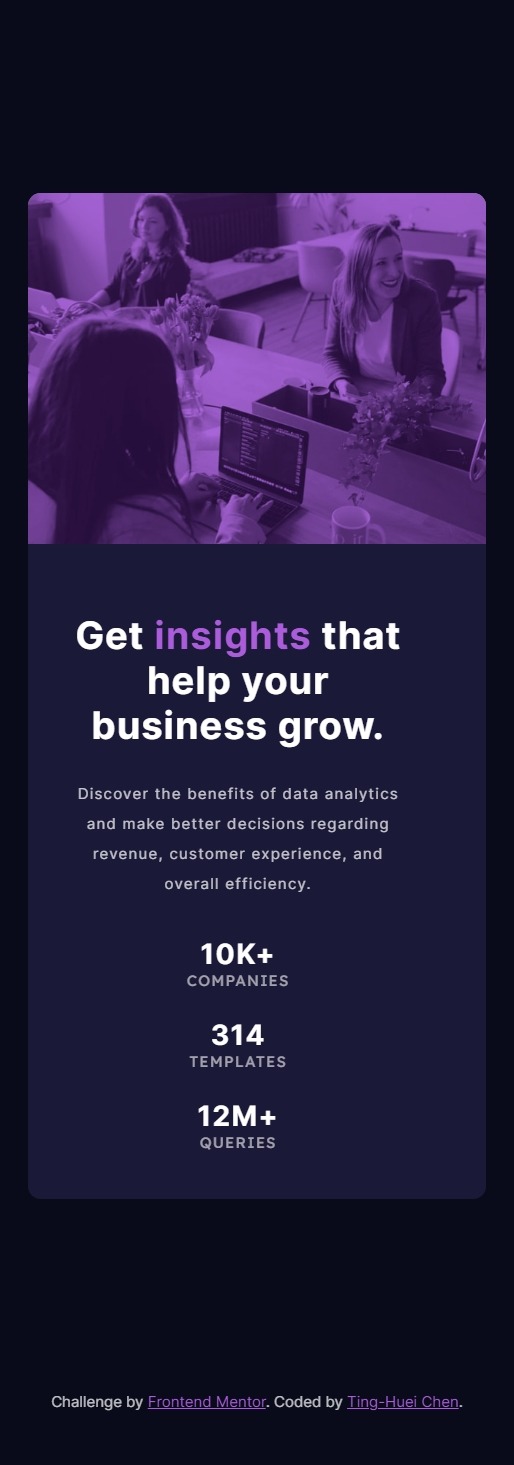 Get insights that
help your
business grow.
Discover the benefits of data analytics
and make better decisions regarding
revenue, customer experience, and
overall efficiency.
10K+
COMPANIES
314
TEMPLATES
12M+
QUERIES
Challenge by Frontend Mentor. Coded by Ting-Huei Chen.